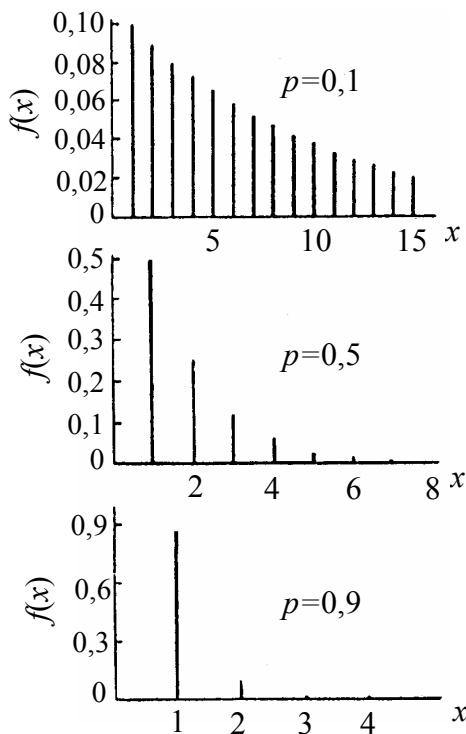 0,10
0,08
0,06
0,04
0,02
0
f(x)
p=0,1
5 10 15 x
0,5
0,4
0,3
0,2
0,1
0
f(x)
p=0,5
2 4 6 8 x
0,9
0,6
0,3
0
f(x)
p=0,9
1 2 3 4 x